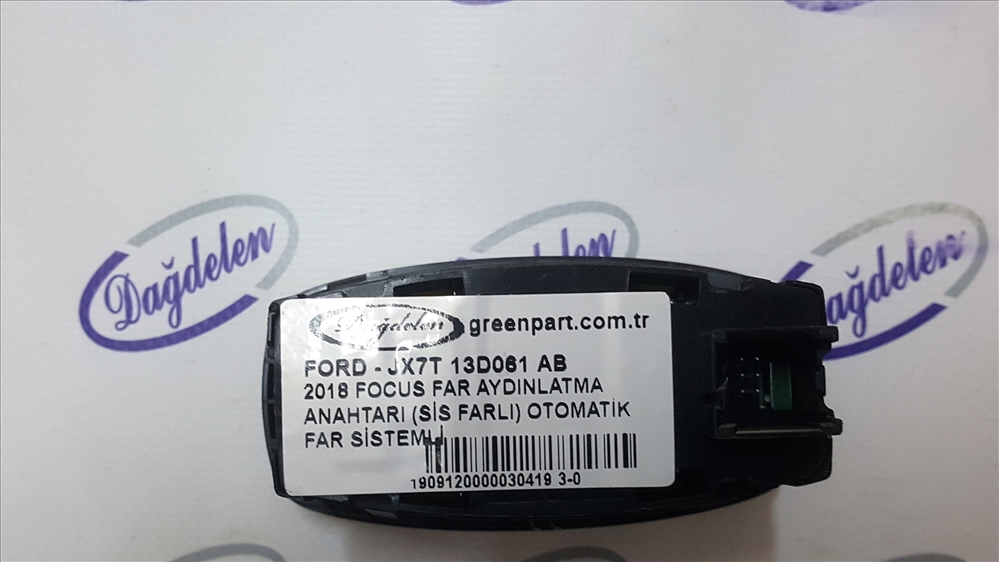 Dağdelen
Dağdelen
Dağdelen
Dağdelen greenpart.com.tr
FORD - JX7T 13D061 AB
2018 FOCUS FAR AYDINLATMA
ANAHTARI (SİS FARLI) OTOMATİK
FAR SİSTEMLİ
1909120000030419 3-0